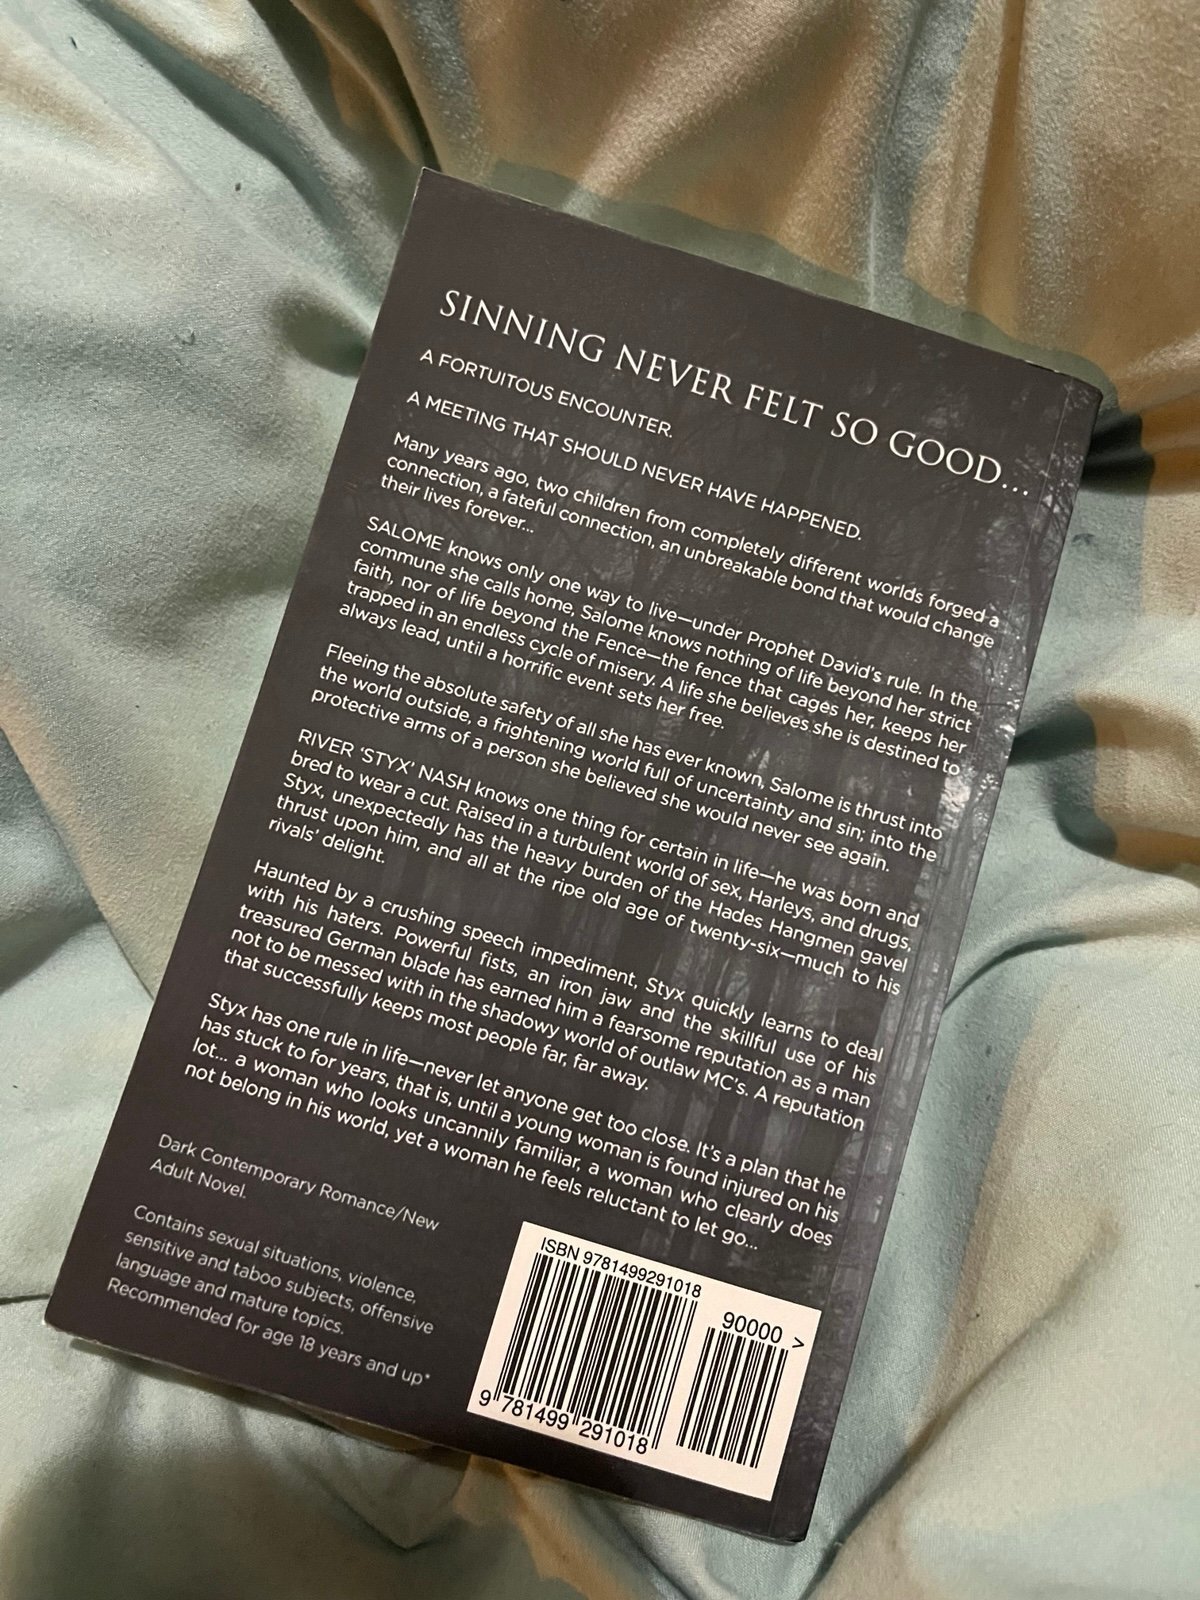 SINNING NEVER FELT SO GOOD...
A FORTUITOUS ENCOUNTER.
A MEETING THAT SHOULD NEVER HAVE HAPPENED.
Many years ago, two children from completely different worlds forged a
connection, a fateful connection, an unbreakable bond that would change
their lives forever...
SALOME knows only one way to live—under Prophet David's rule. In the
commune she calls home, Salome knows nothing of life beyond her strict
faith, nor of life beyond the Fence—the fence that cages her, keeps her
trapped in an endless cycle of misery. A life she believes she is destined to
always lead, until a horrific event sets her free.
Fleeing the absolute safety of all she has ever known, Salome is thrust into
the world outside, a frightening world full of uncertainty and sin; into the
protective arms of a person she believed she would never see again.
RIVER 'STYX' NASH knows one thing for certain in life—he was born and
bred to wear a cut. Raised in a turbulent world of sex, Harleys, and drugs,
Styx, unexpectedly has the heavy burden of the Hades Hangmen gavel
thrust upon him, and all at the ripe old age of twenty-six—much to his
rivals' delight.
Haunted by a crushing speech impediment, Styx quickly learns to deal
with his haters. Powerful fists, an iron jaw and the skillful use of his
treasured German blade has earned him a fearsome reputation as a man
not to be messed with in the shadowy world of outlaw MC's. A reputation
that successfully keeps most people far, far away.
Styx has one rule in life—never let anyone get too close. It's a plan that he
has stuck to for years, that is, until a young woman is found injured on his
lot... a woman who looks uncannily familiar, a woman who clearly does
not belong in his world, yet a woman he feels reluctant to let go...
Dark Contemporary Romance/New
Adult Novel.
Contains sexual situations, violence,
sensitive and taboo subjects, offensive
language and mature topics.
Recommended for age 18 years and up*
ISBN 9781499291018
90000 >
9 781499 291018